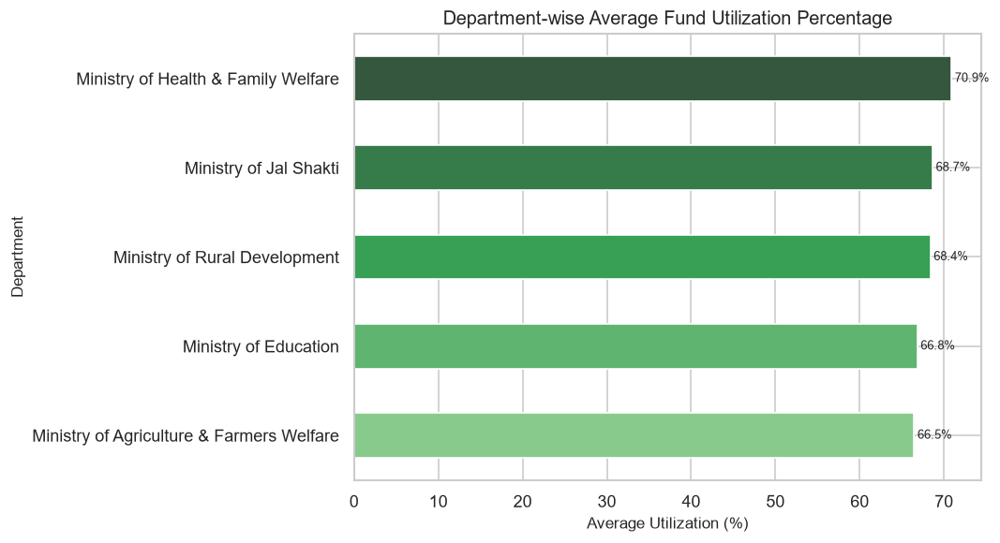 Department-wise Average Fund Utilization Percentage
Department
Ministry of Health & Family Welfare 70.9%
Ministry of Jal Shakti 68.7%
Ministry of Rural Development 68.4%
Ministry of Education 66.8%
Ministry of Agriculture & Farmers Welfare 66.5%
0 10 20 30 40 50 60 70
Average Utilization (%)